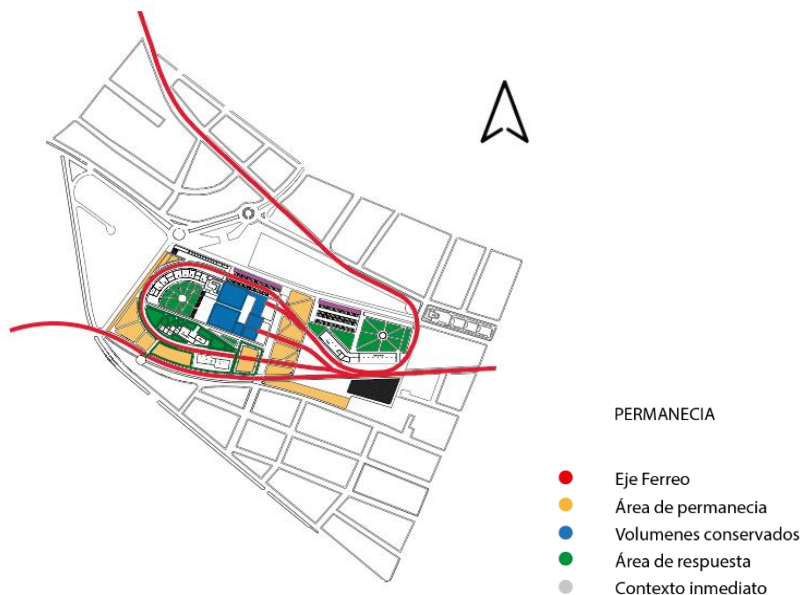 PERMANECIA
Eje Ferreo
Área de permanecia
Volumenes conservados
Área de respuesta
Contexto inmediato